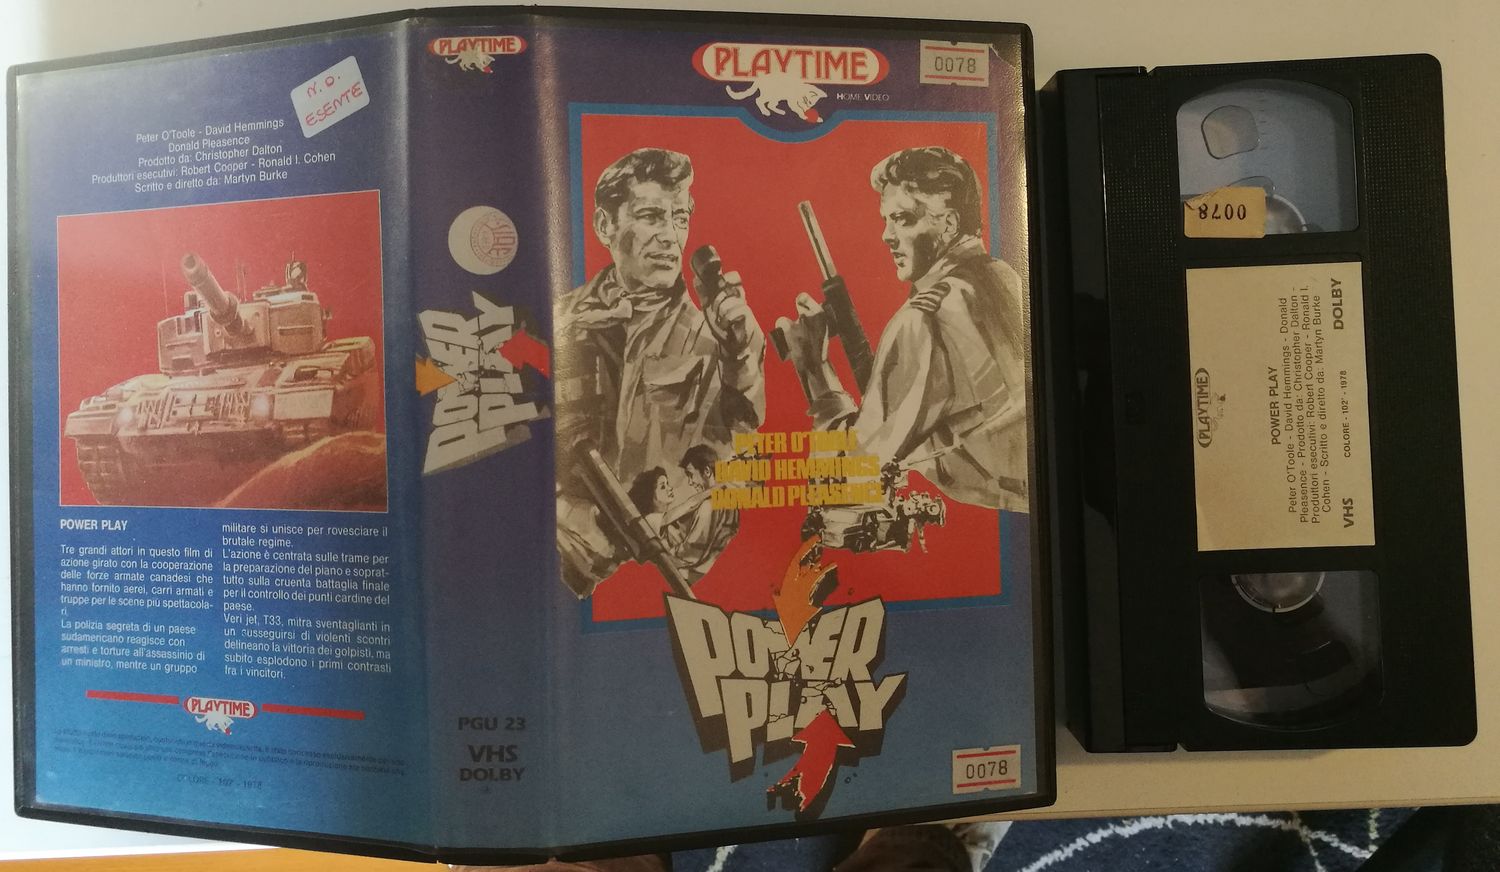 N.O.
ESENTE
Peter O'Toole - David Hemmings
Donald Pleasence
Prodotto da: Christopher Dalton
Produttori esecutivi: Robert Cooper - Ronald I. Cohen
Scritto e diretto da: Martyn Burke
POWER PLAY
Tre grandi attori in questo film di
azione girato con la cooperazione
delle forze armate canadesi che
hanno fornito aerei, carri armati e
truppe per le scene più spettacola-
ri.
La polizia segreta di un paese
sudamericano reagisce con
arresti e torture all'assassinio di
un ministro, mentre un gruppo
militare si unisce per rovesciare il
brutale regime.
L'azione è centrata sulle trame per
la preparazione del piano e soprat-
tutto sulla cruenta battaglia finale
per il controllo dei punti cardine del
paese.
Veri jet, T33, mitra sventaglianti in
un susseguirsi di violenti scontri
delineano la vittoria dei golpisti, ma
subito esplodono i primi contrasti
fra i vincitori.
PLAYTIME
COLORE - 102' - 1978
PLAYTIME
POWER
PLAY
PGU 23
VHS
DOLBY
PLAYTIME
HOME VIDEO
0078
PETER O'TOOLE
DAVID HEMMINGS
DONALD PLEASENCE
POWER
PLAY
0078
0078
PLAYTIME
POWER PLAY
Peter O'Toole - David Hemmings - Donald
Pleasence - Prodotto da: Christopher Dalton -
Produttori esecutivi: Robert Cooper - Ronald I.
Cohen - Scritto e diretto da: Martyn Burke
VHS
COLORE - 102' - 1978
DOLBY